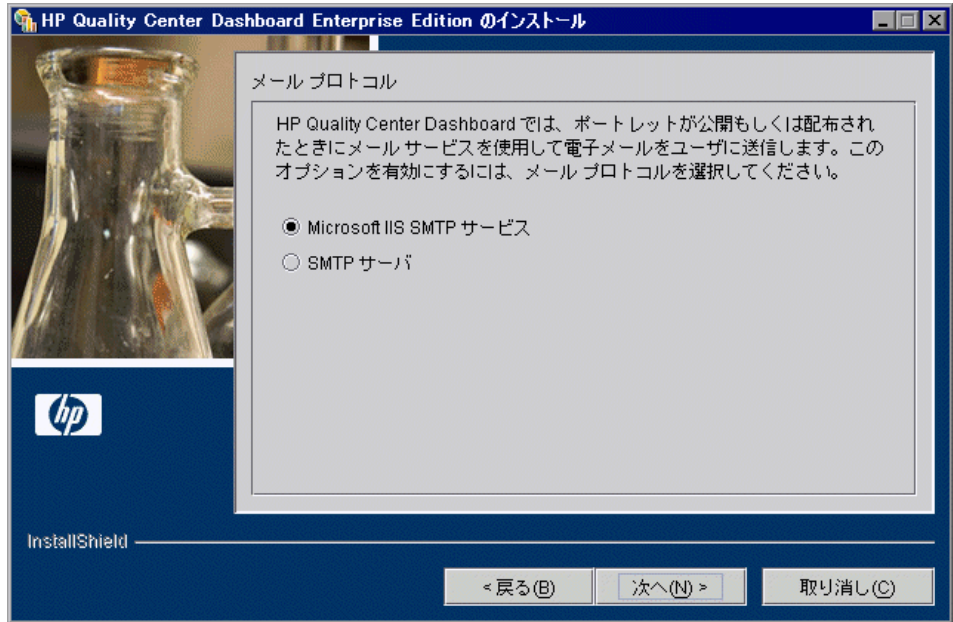 HP Quality Center Dashboard Enterprise Edition のインストール
メール プロトコル
HP Quality Center Dashboard では、ポートレットが公開もしくは配布され
たときにメール サービスを使用して電子メールをユーザに送信します。この
オプションを有効にするには、メール プロトコルを選択してください。
Microsoft IIS SMTP サービス
SMTP サーバ
hp
InstallShield
< 戻る(B) 次へ(N) > 取り消し(C)